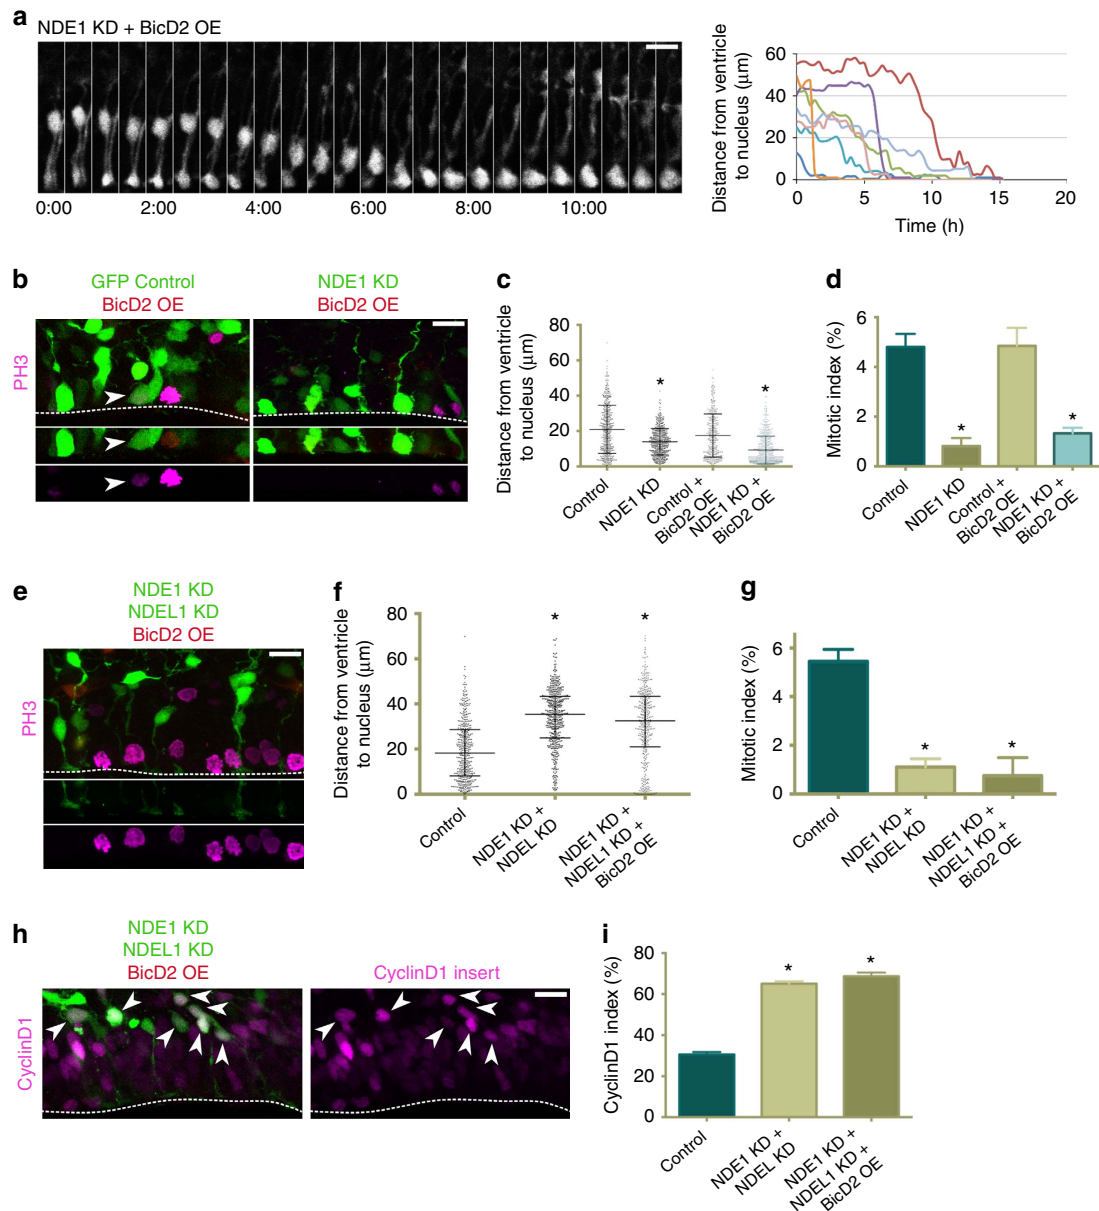 a
NDE1 KD + BicD2 OE
0:00 2:00 4:00 6:00 8:00 10:00
Distance from ventricle
to nucleus (μm)
60
40
20
0
0 5 10 15 20
Time (h)
b
GFP Control
BicD2 OE
NDE1 KD
BicD2 OE
PH3
c
Distance from ventricle
to nucleus (μm)
80
60
40
20
0
* *
Control
NDE1 KD
Control +
BicD2 OE
NDE1 KD +
BicD2 OE
d
Mitotic index (%)
6
4
2
0
* *
Control
NDE1 KD
Control +
BicD2 OE
NDE1 KD +
BicD2 OE
e
NDE1 KD
NDEL1 KD
BicD2 OE
PH3
f
Distance from ventricle
to nucleus (μm)
80
60
40
20
0
* *
Control
NDE1 KD +
NDEL KD
NDE1 KD +
NDEL1 KD +
BicD2 OE
g
Mitotic index (%)
6
4
2
0
* *
Control
NDE1 KD +
NDEL KD
NDE1 KD +
NDEL1 KD +
BicD2 OE
h
NDE1 KD
NDEL1 KD
BicD2 OE
CyclinD1 insert
CyclinD1
i
CyclinD1 index (%)
80
60
40
20
0
* *
Control
NDE1 KD +
NDEL KD
NDE1 KD +
NDEL1 KD +
BicD2 OE